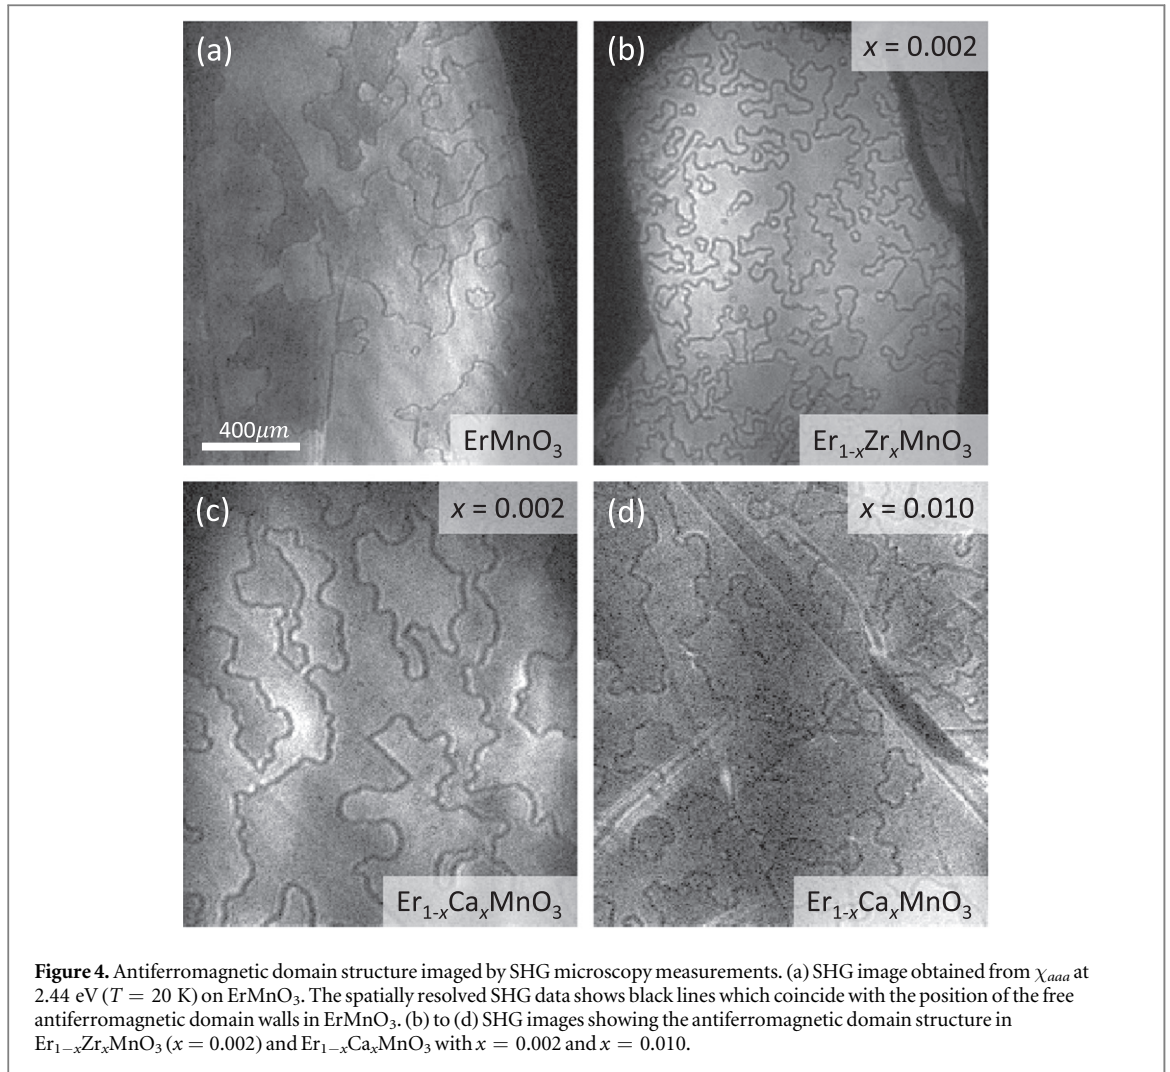 (a)
400μm
ErMnO₃
(b)
x = 0.002
Er₁₋ₓZrₓMnO₃
(c)
x = 0.002
Er₁₋ₓCaₓMnO₃
(d)
x = 0.010
Er₁₋ₓCaₓMnO₃
Figure 4. Antiferromagnetic domain structure imaged by SHG microscopy measurements. (a) SHG image obtained from χₐₐₐ at
2.44 eV (T = 20 K) on ErMnO₃. The spatially resolved SHG data shows black lines which coincide with the position of the free
antiferromagnetic domain walls in ErMnO₃. (b) to (d) SHG images showing the antiferromagnetic domain structure in
Er₁₋ₓZrₓMnO₃ (x = 0.002) and Er₁₋ₓCaₓMnO₃ with x = 0.002 and x = 0.010.